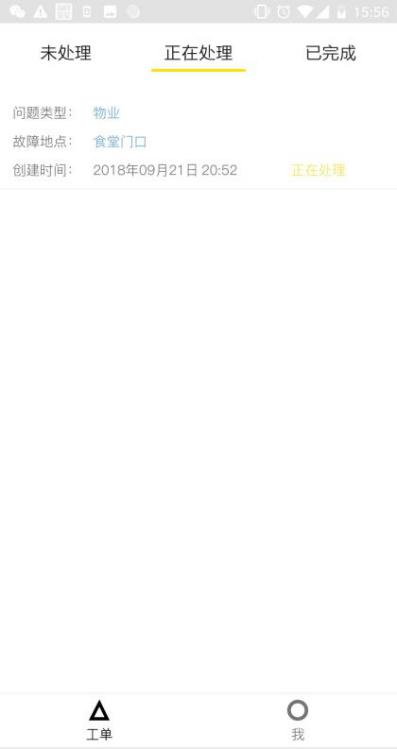 15:56
未处理 正在处理 已完成
问题类型： 物业
故障地点： 食堂门口
创建时间： 2018年09月21日 20:52 正在处理
工单 我